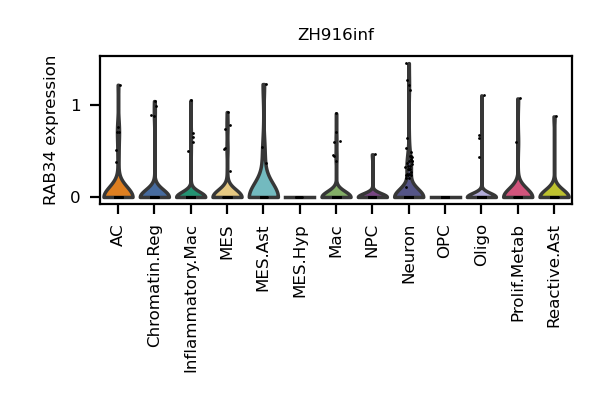 ZH916inf
RAB34 expression
1
0
AC
Chromatin.Reg
Inflammatory.Mac
MES
MES.Ast
MES.Hyp
Mac
NPC
Neuron
OPC
Oligo
Prolif.Metab
Reactive.Ast